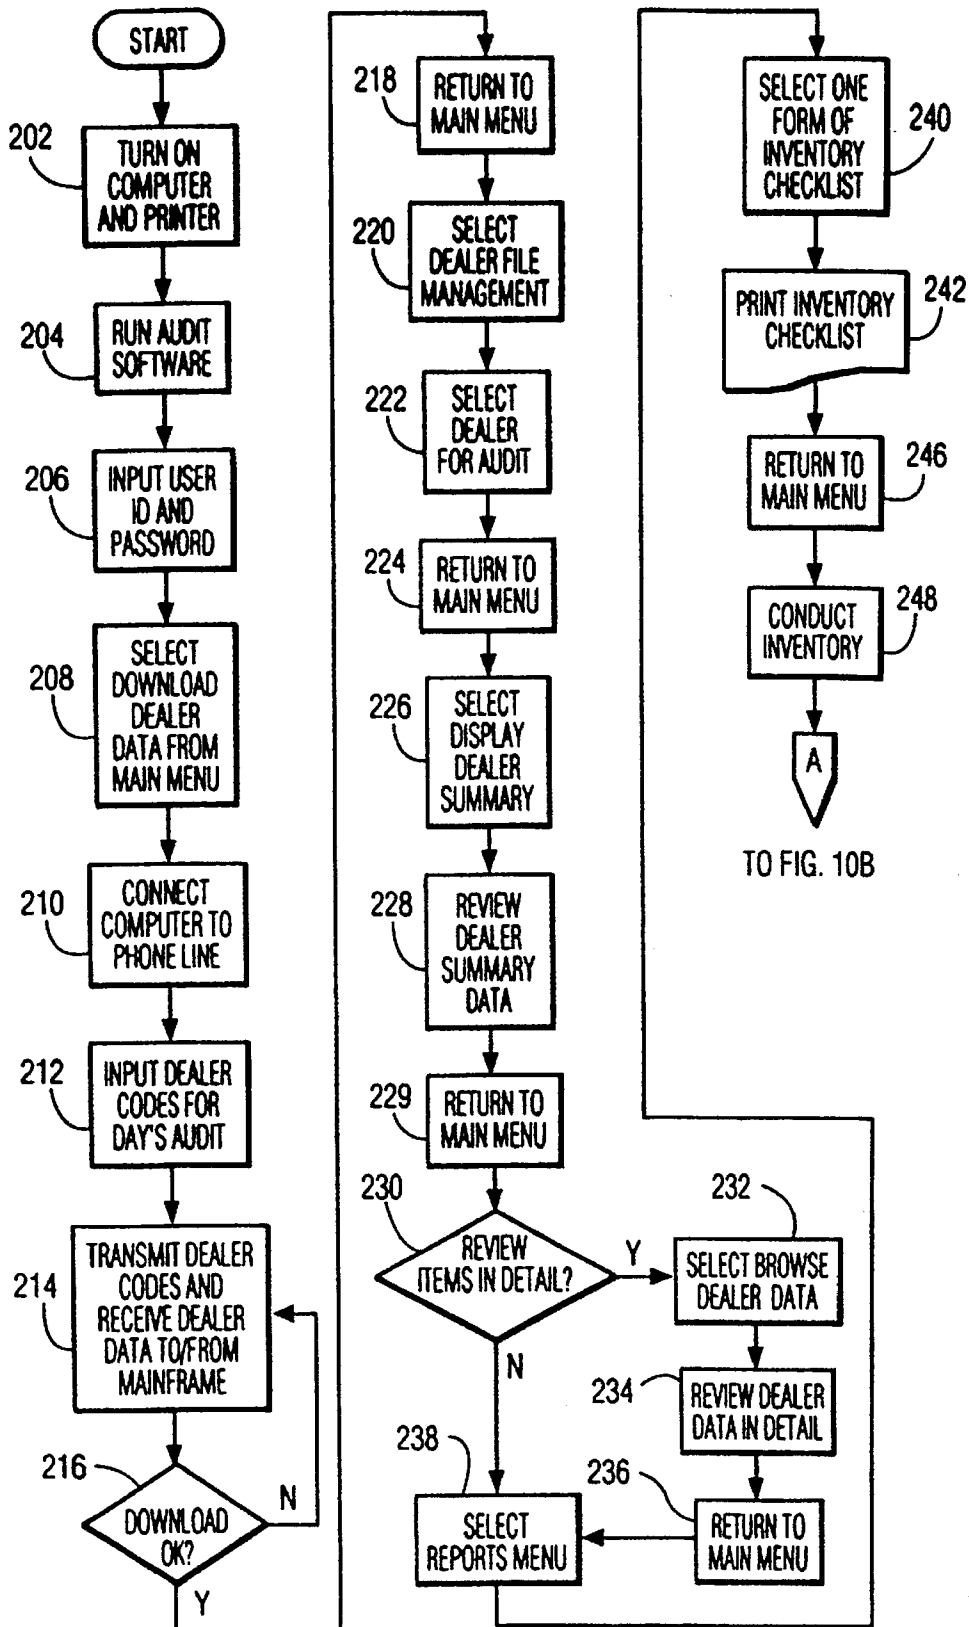 START
202
TURN ON
COMPUTER
AND PRINTER
204
RUN AUDIT
SOFTWARE
206
INPUT USER
ID AND
PASSWORD
208
SELECT
DOWNLOAD
DEALER
DATA FROM
MAIN MENU
210
CONNECT
COMPUTER TO
PHONE LINE
212
INPUT DEALER
CODES FOR
DAY'S AUDIT
214
TRANSMIT DEALER
CODES AND
RECEIVE DEALER
DATA TO/FROM
MAINFRAME
216
DOWNLOAD
OK?
N
Y
218
RETURN TO
MAIN MENU
220
SELECT
DEALER FILE
MANAGEMENT
222
SELECT
DEALER
FOR AUDIT
224
RETURN TO
MAIN MENU
226
SELECT
DISPLAY
DEALER
SUMMARY
228
REVIEW
DEALER
SUMMARY
DATA
229
RETURN TO
MAIN MENU
230
REVIEW
ITEMS IN DETAIL?
Y
N
232
SELECT BROWSE
DEALER DATA
234
REVIEW DEALER
DATA IN DETAIL
236
RETURN TO
MAIN MENU
238
SELECT
REPORTS MENU
240
SELECT ONE
FORM OF
INVENTORY
CHECKLIST
242
PRINT INVENTORY
CHECKLIST
246
RETURN TO
MAIN MENU
248
CONDUCT
INVENTORY
A
TO FIG. 10B